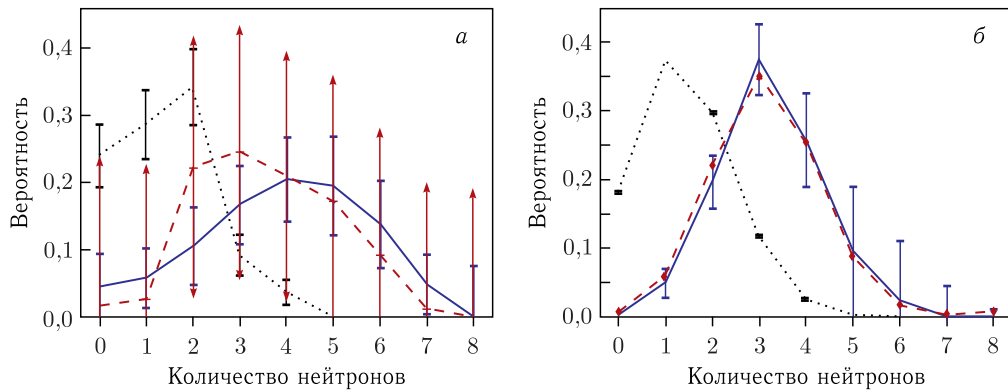 а
Вероятность
0,4
0,3
0,2
0,1
0,0
0 1 2 3 4 5 6 7 8
Количество нейтронов
б
Вероятность
0,4
0,3
0,2
0,1
0,0
0 1 2 3 4 5 6 7 8
Количество нейтронов